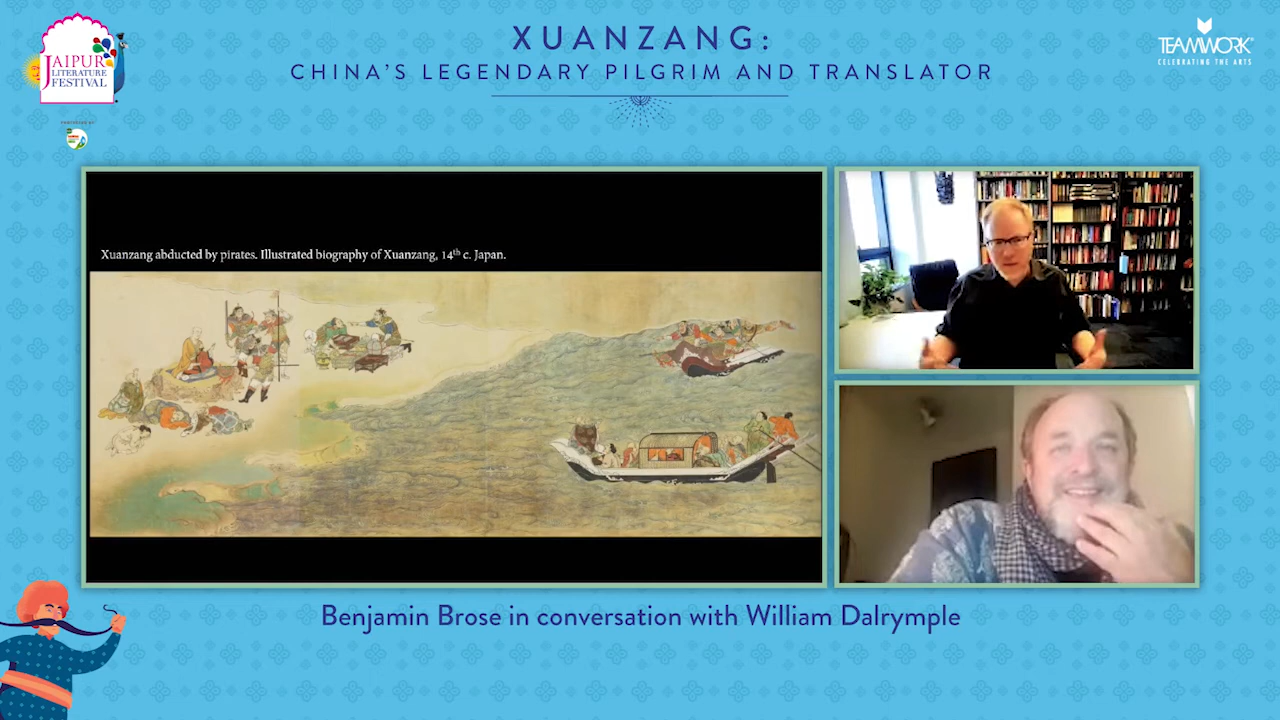 XUANZANG:
CHINA'S LEGENDARY PILGRIM AND TRANSLATOR
JAIPUR
LITERATURE
FESTIVAL
TEAMWORK
CELEBRATING THE ARTS
Xuanzang abducted by pirates. Illustrated biography of Xuanzang, 14th c. Japan.
Benjamin Brose in conversation with William Dalrymple